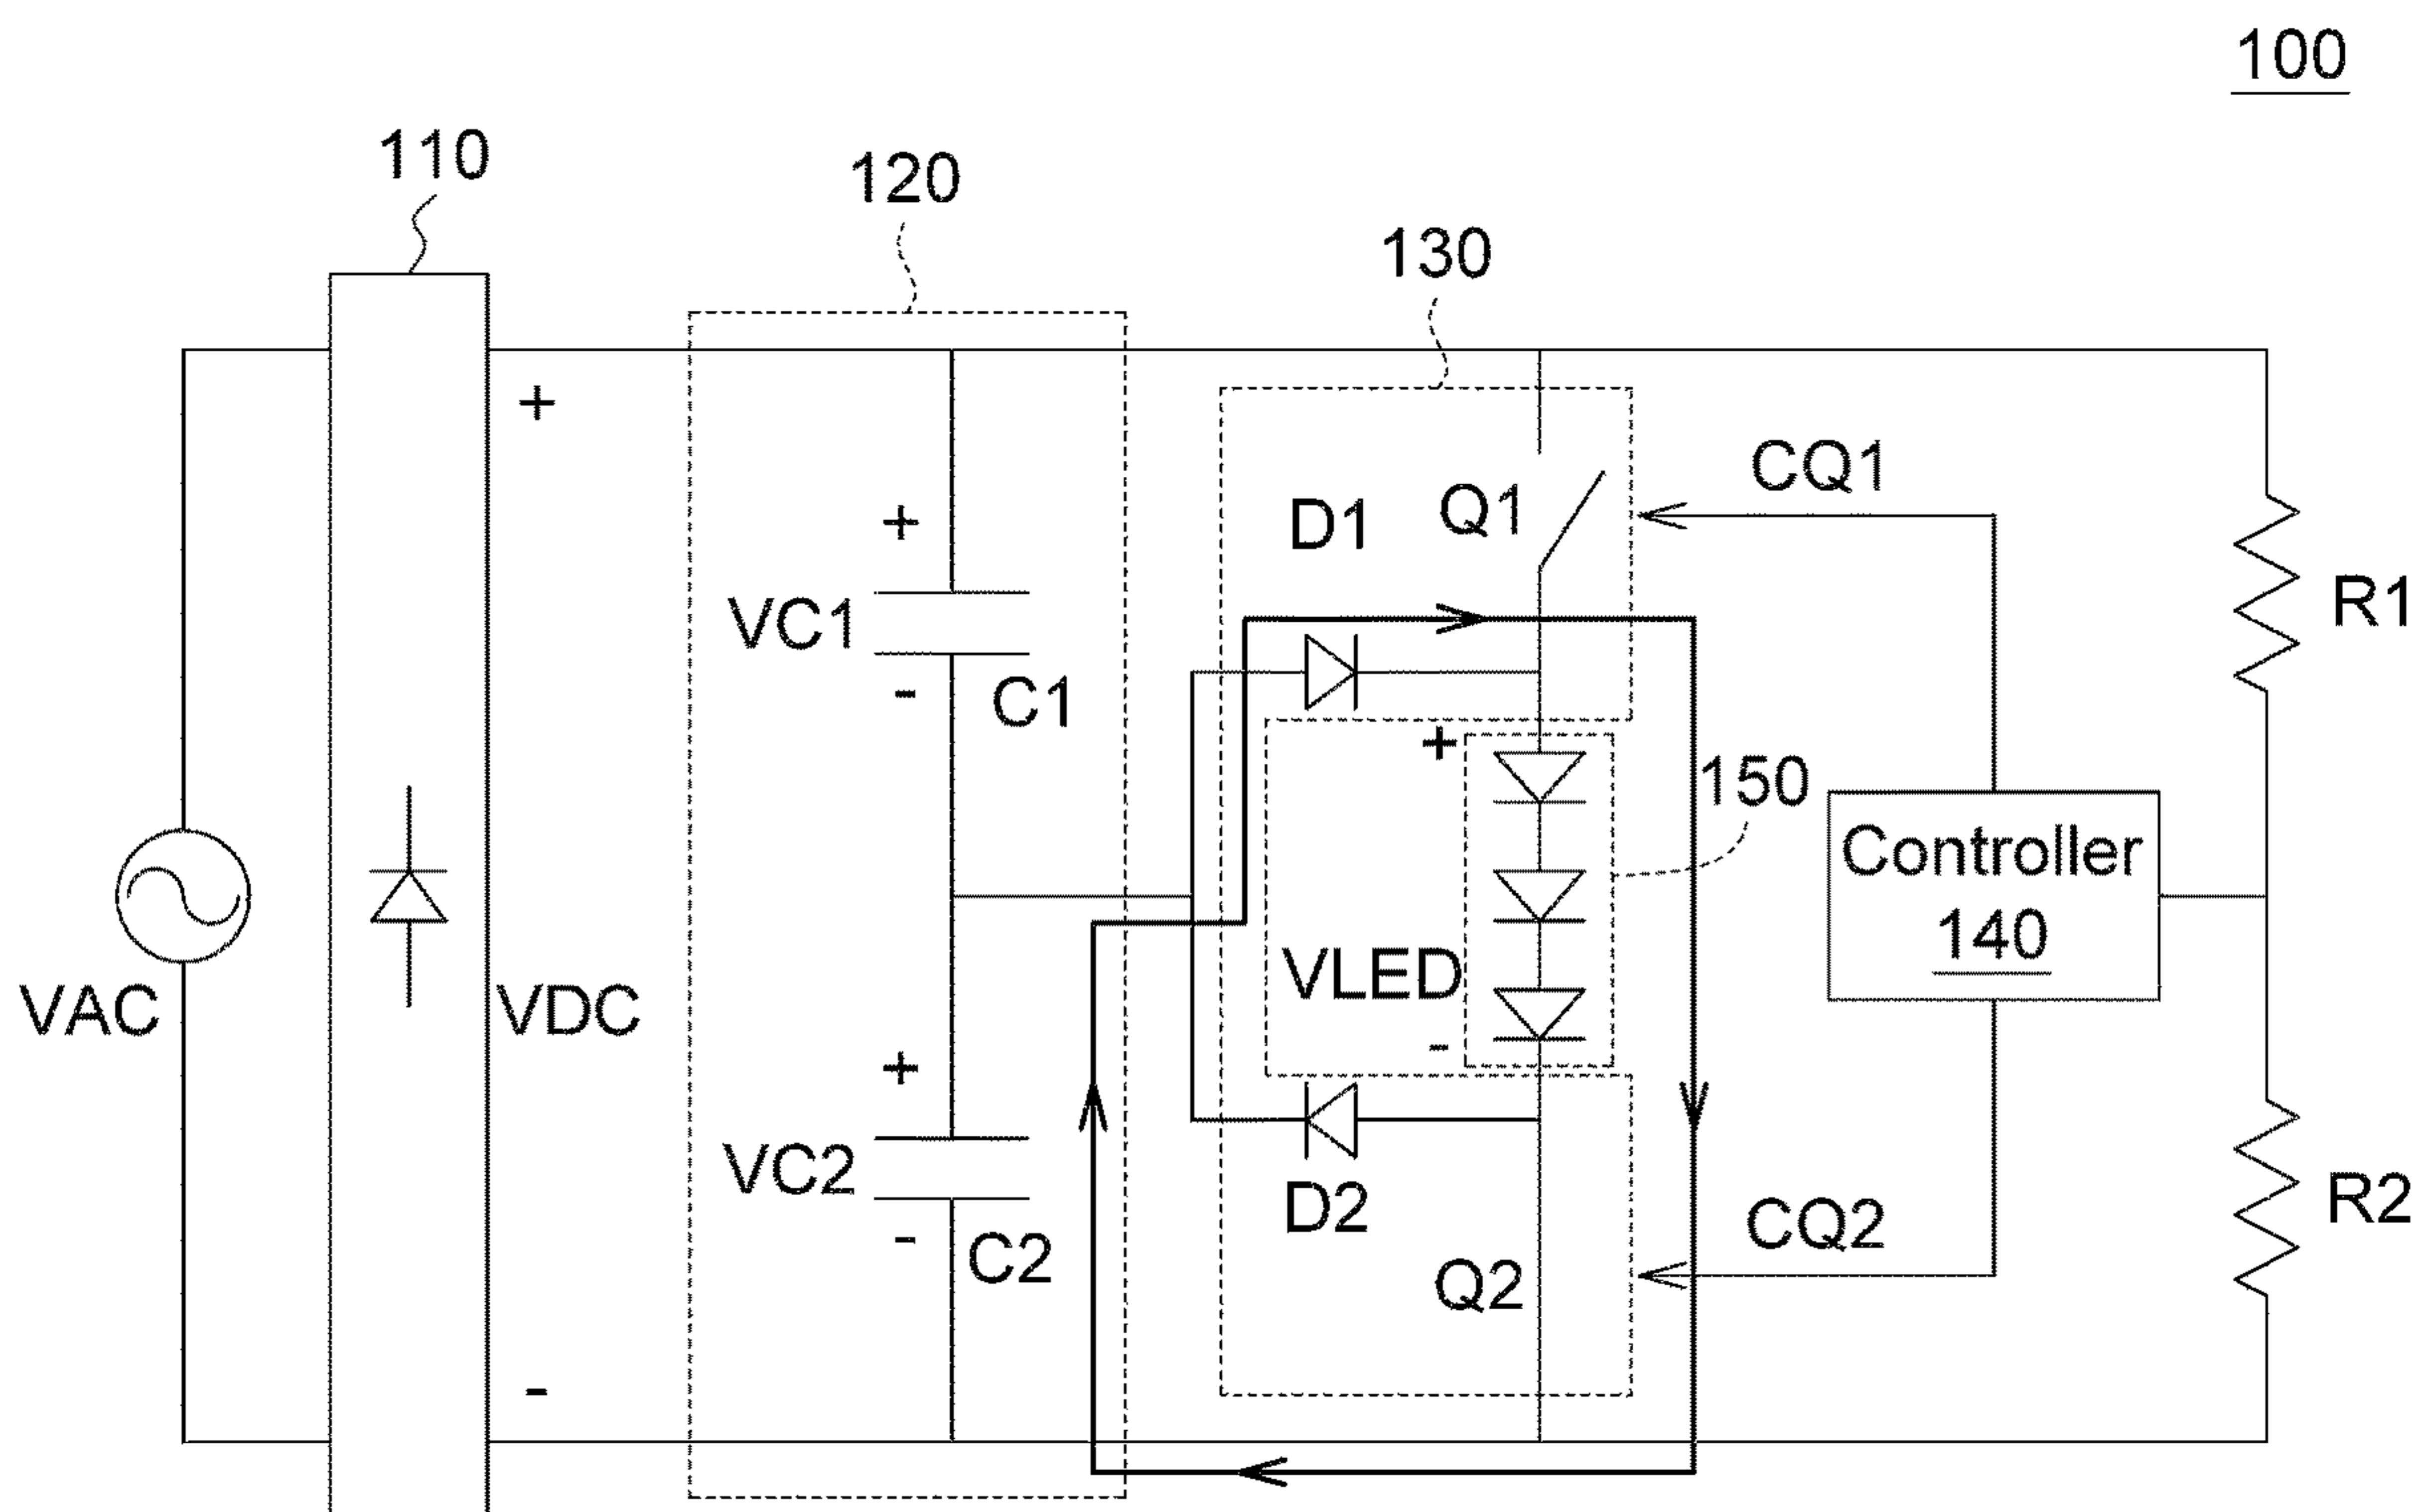 100
110
120
130
+
CQ1
+
Q1
D1
VC1
R1
-
C1
+
150
Controller
140
VLED
VAC
VDC
-
+
VC2
D2
R2
CQ2
-
C2
Q2
-